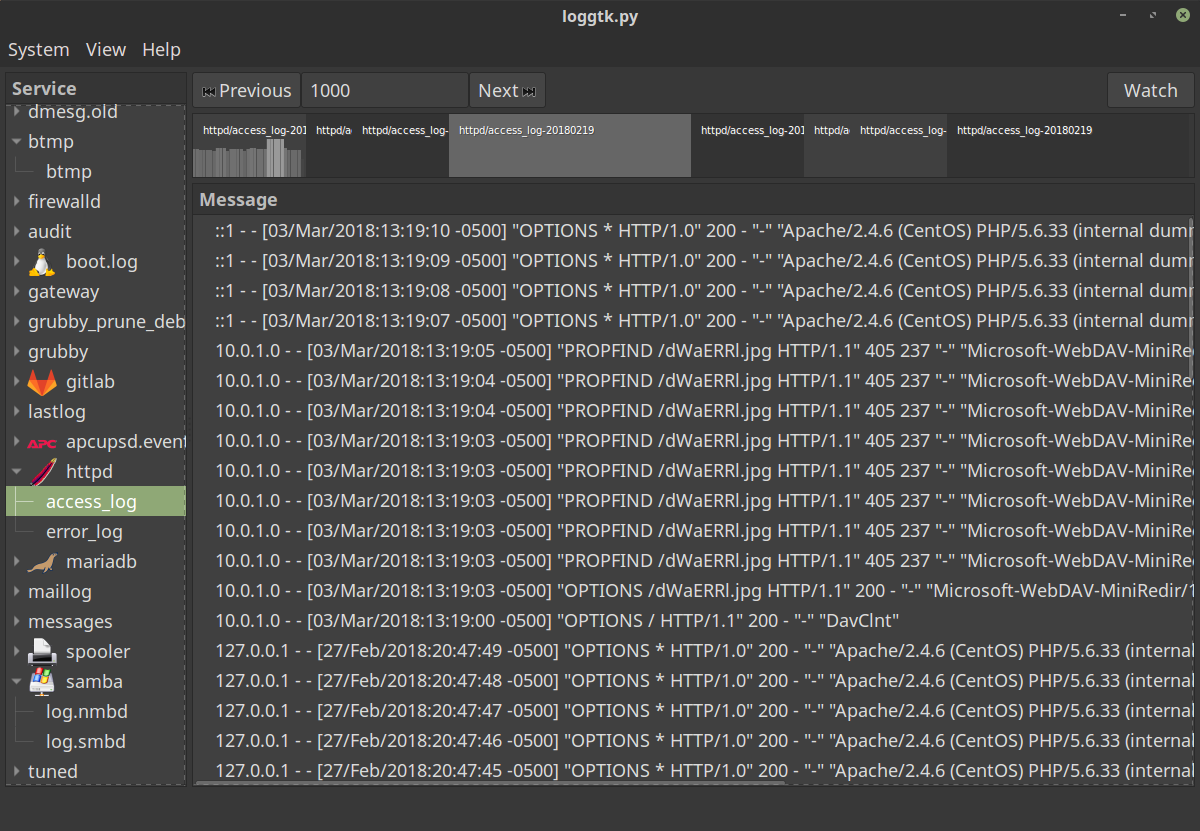 loggtk.py
System View Help
Service
dmesg.old
btmp
btmp
firewalld
audit
boot.log
gateway
grubby_prune_deb
grubby
gitlab
lastlog
APC apcupsd.event
httpd
access_log
error_log
mariadb
maillog
messages
spooler
samba
log.nmbd
log.smbd
tuned
Previous 1000 Next Watch
httpd/access_log-201 httpd/a httpd/access_log- httpd/access_log-20180219 httpd/access_log-201 httpd/a httpd/access_log- httpd/access_log-20180219
Message
::1 - - [03/Mar/2018:13:19:10 -0500] "OPTIONS * HTTP/1.0" 200 - "-" "Apache/2.4.6 (CentOS) PHP/5.6.33 (internal dumm
::1 - - [03/Mar/2018:13:19:09 -0500] "OPTIONS * HTTP/1.0" 200 - "-" "Apache/2.4.6 (CentOS) PHP/5.6.33 (internal dumm
::1 - - [03/Mar/2018:13:19:08 -0500] "OPTIONS * HTTP/1.0" 200 - "-" "Apache/2.4.6 (CentOS) PHP/5.6.33 (internal dumm
::1 - - [03/Mar/2018:13:19:07 -0500] "OPTIONS * HTTP/1.0" 200 - "-" "Apache/2.4.6 (CentOS) PHP/5.6.33 (internal dumm
10.0.1.0 - - [03/Mar/2018:13:19:05 -0500] "PROPFIND /dWaERRl.jpg HTTP/1.1" 405 237 "-" "Microsoft-WebDAV-MiniRe
10.0.1.0 - - [03/Mar/2018:13:19:04 -0500] "PROPFIND /dWaERRl.jpg HTTP/1.1" 405 237 "-" "Microsoft-WebDAV-MiniRe
10.0.1.0 - - [03/Mar/2018:13:19:04 -0500] "PROPFIND /dWaERRl.jpg HTTP/1.1" 405 237 "-" "Microsoft-WebDAV-MiniRe
10.0.1.0 - - [03/Mar/2018:13:19:03 -0500] "PROPFIND /dWaERRl.jpg HTTP/1.1" 405 237 "-" "Microsoft-WebDAV-MiniRe
10.0.1.0 - - [03/Mar/2018:13:19:03 -0500] "PROPFIND /dWaERRl.jpg HTTP/1.1" 405 237 "-" "Microsoft-WebDAV-MiniRe
10.0.1.0 - - [03/Mar/2018:13:19:03 -0500] "PROPFIND /dWaERRl.jpg HTTP/1.1" 405 237 "-" "Microsoft-WebDAV-MiniRe
10.0.1.0 - - [03/Mar/2018:13:19:03 -0500] "PROPFIND /dWaERRl.jpg HTTP/1.1" 405 237 "-" "Microsoft-WebDAV-MiniRe
10.0.1.0 - - [03/Mar/2018:13:19:03 -0500] "PROPFIND /dWaERRl.jpg HTTP/1.1" 405 237 "-" "Microsoft-WebDAV-MiniRe
10.0.1.0 - - [03/Mar/2018:13:19:03 -0500] "OPTIONS /dWaERRl.jpg HTTP/1.1" 200 - "-" "Microsoft-WebDAV-MiniRedir/1
10.0.1.0 - - [03/Mar/2018:13:19:00 -0500] "OPTIONS / HTTP/1.1" 200 - "-" "DavClnt"
127.0.0.1 - - [27/Feb/2018:20:47:49 -0500] "OPTIONS * HTTP/1.0" 200 - "-" "Apache/2.4.6 (CentOS) PHP/5.6.33 (internal
127.0.0.1 - - [27/Feb/2018:20:47:48 -0500] "OPTIONS * HTTP/1.0" 200 - "-" "Apache/2.4.6 (CentOS) PHP/5.6.33 (internal
127.0.0.1 - - [27/Feb/2018:20:47:47 -0500] "OPTIONS * HTTP/1.0" 200 - "-" "Apache/2.4.6 (CentOS) PHP/5.6.33 (internal
127.0.0.1 - - [27/Feb/2018:20:47:46 -0500] "OPTIONS * HTTP/1.0" 200 - "-" "Apache/2.4.6 (CentOS) PHP/5.6.33 (internal
127.0.0.1 - - [27/Feb/2018:20:47:45 -0500] "OPTIONS * HTTP/1.0" 200 - "-" "Apache/2.4.6 (CentOS) PHP/5.6.33 (internal